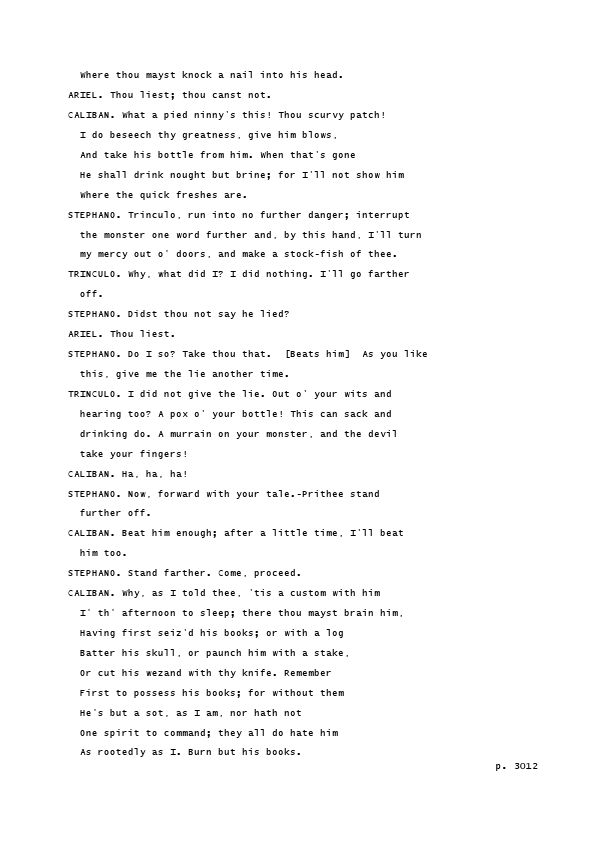 Where thou mayst knock a nail into his head.
ARIEL. Thou liest; thou canst not.
CALIBAN. What a pied ninny's this! Thou scurvy patch!
I do beseech thy greatness, give him blows,
And take his bottle from him. When that's gone
He shall drink nought but brine; for I'll not show him
Where the quick freshes are.
STEPHANO. Trinculo, run into no further danger; interrupt
the monster one word further and, by this hand, I'll turn
my mercy out o' doors, and make a stock-fish of thee.
TRINCULO. Why, what did I? I did nothing. I'll go farther
off.
STEPHANO. Didst thou not say he lied?
ARIEL. Thou liest.
STEPHANO. Do I so? Take thou that.  [Beats him]  As you like
this, give me the lie another time.
TRINCULO. I did not give the lie. Out o' your wits and
hearing too? A pox o' your bottle! This can sack and
drinking do. A murrain on your monster, and the devil
take your fingers!
CALIBAN. Ha, ha, ha!
STEPHANO. Now, forward with your tale.-Prithee stand
further off.
CALIBAN. Beat him enough; after a little time, I'll beat
him too.
STEPHANO. Stand farther. Come, proceed.
CALIBAN. Why, as I told thee, 'tis a custom with him
I' th' afternoon to sleep; there thou mayst brain him,
Having first seiz'd his books; or with a log
Batter his skull, or paunch him with a stake,
Or cut his wezand with thy knife. Remember
First to possess his books; for without them
He's but a sot, as I am, nor hath not
One spirit to command; they all do hate him
As rootedly as I. Burn but his books.
p. 3012